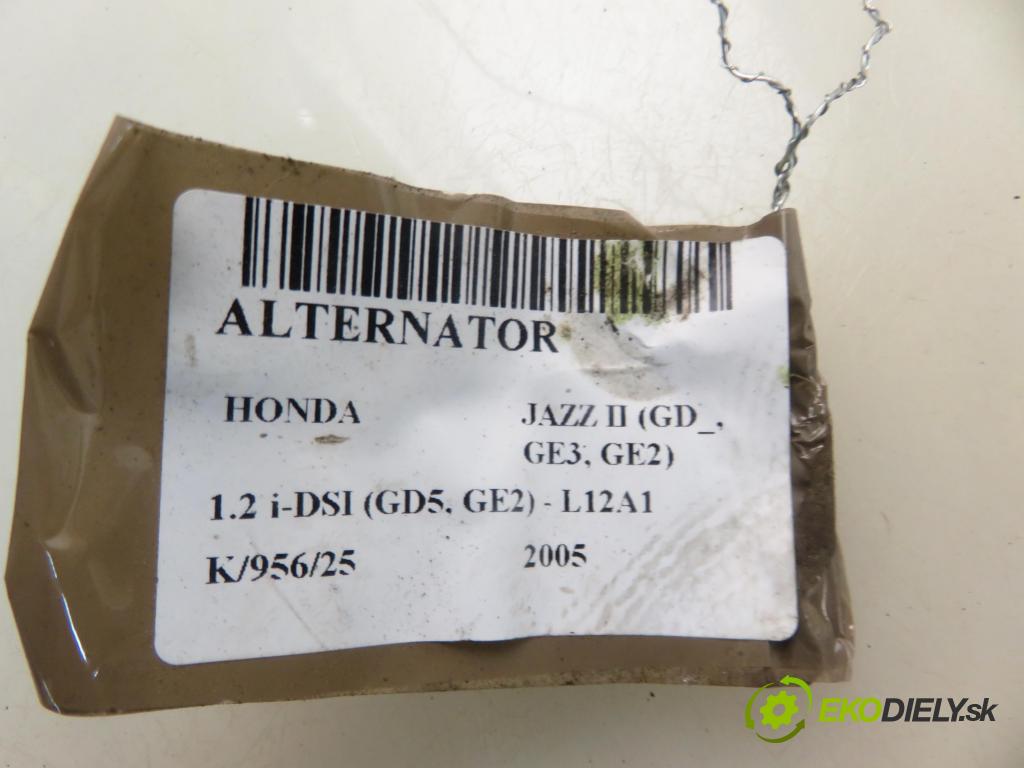 ALTERNATOR
HONDA JAZZ II (GD_,
GE3, GE2)
1.2 i-DSI (GD5, GE2) - L12A1
K/956/25 2005
EKODIELY.sk